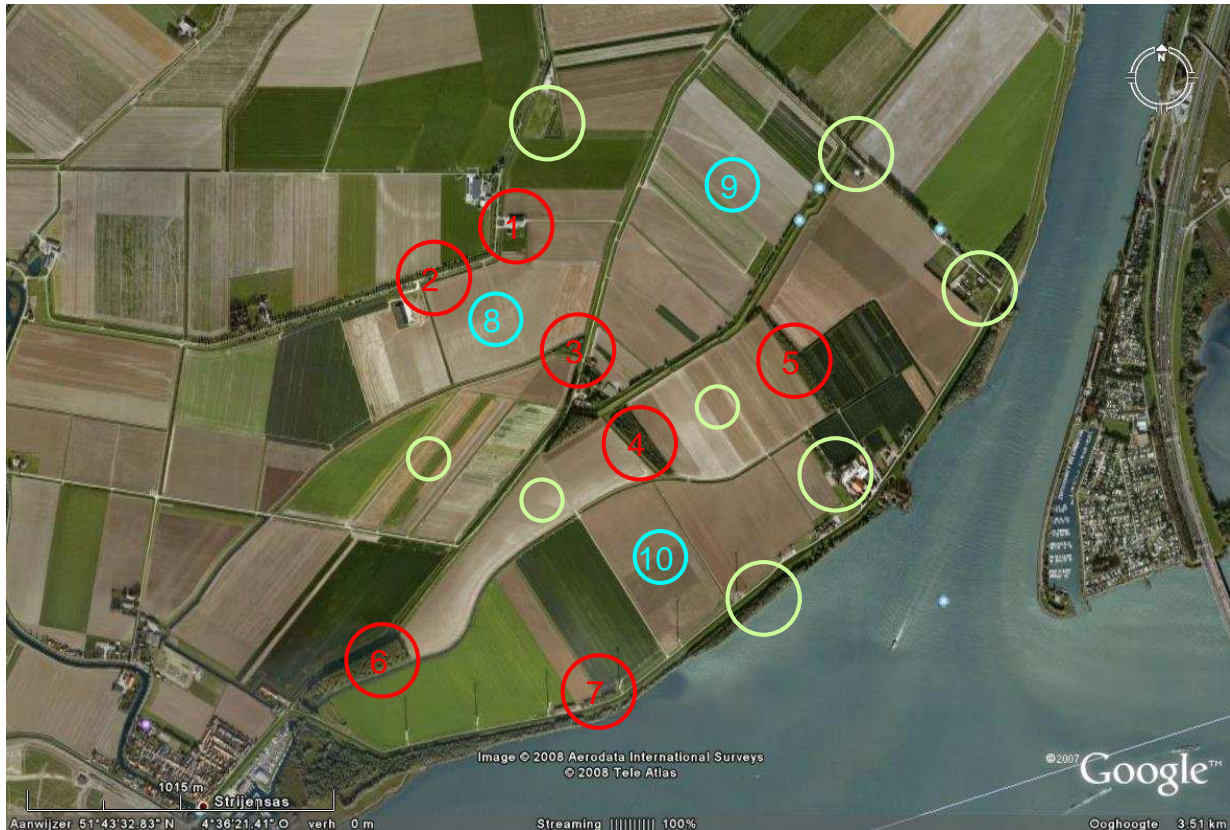 N
9
1
2
8
3
5
4
10
6
7
Image © 2008 Aerodata International Surveys
© 2008 Tele Atlas
©2007 Google™
1015 m
Strijensas
Aanwijzer 51°43'32.83" N 4°36'21.41" O verh 0 m
Streaming ||||||||| 100%
Ooghoogte 3.51 km